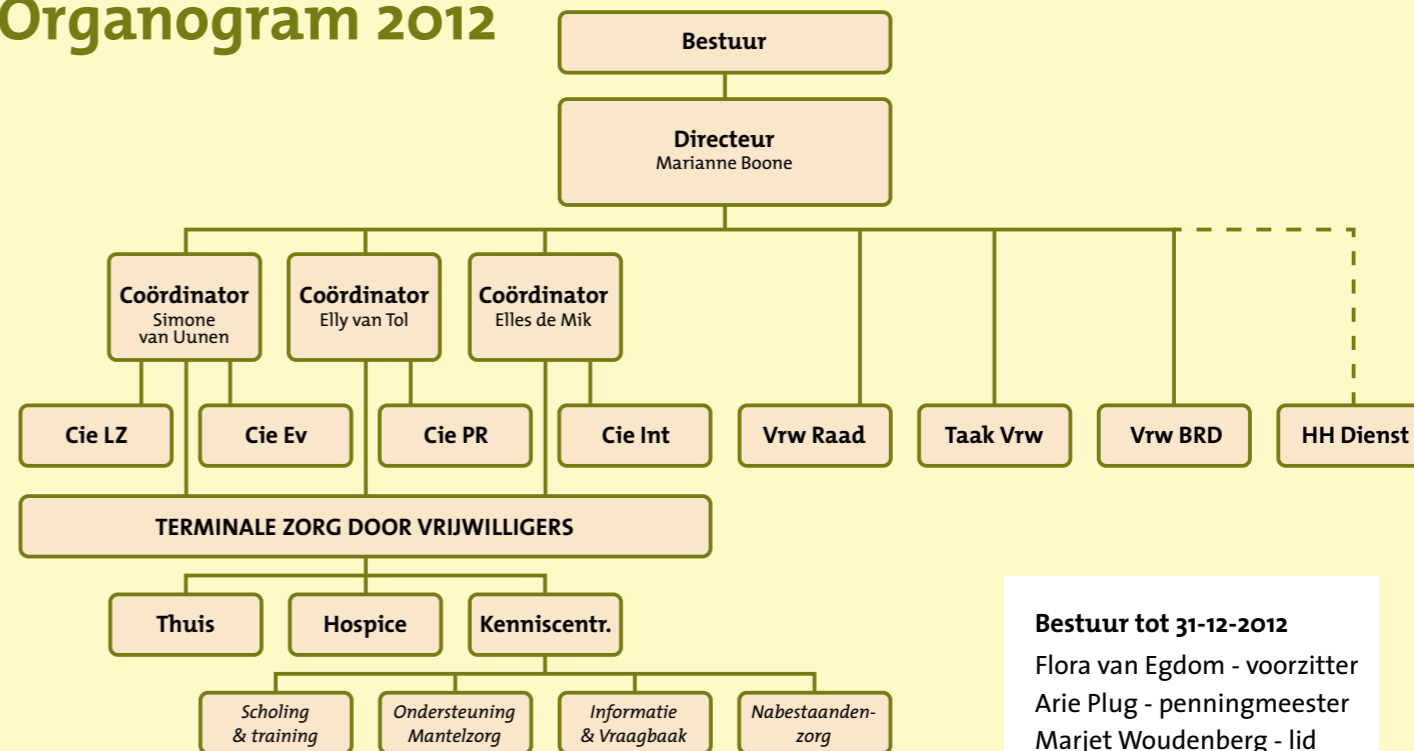 Organogram 2012
Bestuur
Directeur
Marianne Boone
Coördinator
Simone
van Uunen
Coördinator
Elly van Tol
Coördinator
Elles de Mik
Cie LZ
Cie Ev
Cie PR
Cie Int
Vrw Raad
Taak Vrw
Vrw BRD
HH Dienst
TERMINALE ZORG DOOR VRIJWILLIGERS
Thuis
Hospice
Kenniscentr.
Scholing
& training
Ondersteuning
Mantelzorg
Informatie
& Vraagbaak
Nabestaanden-
zorg
Bestuur tot 31-12-2012
Flora van Egdom - voorzitter
Arie Plug - penningmeester
Marjet Woudenberg - lid